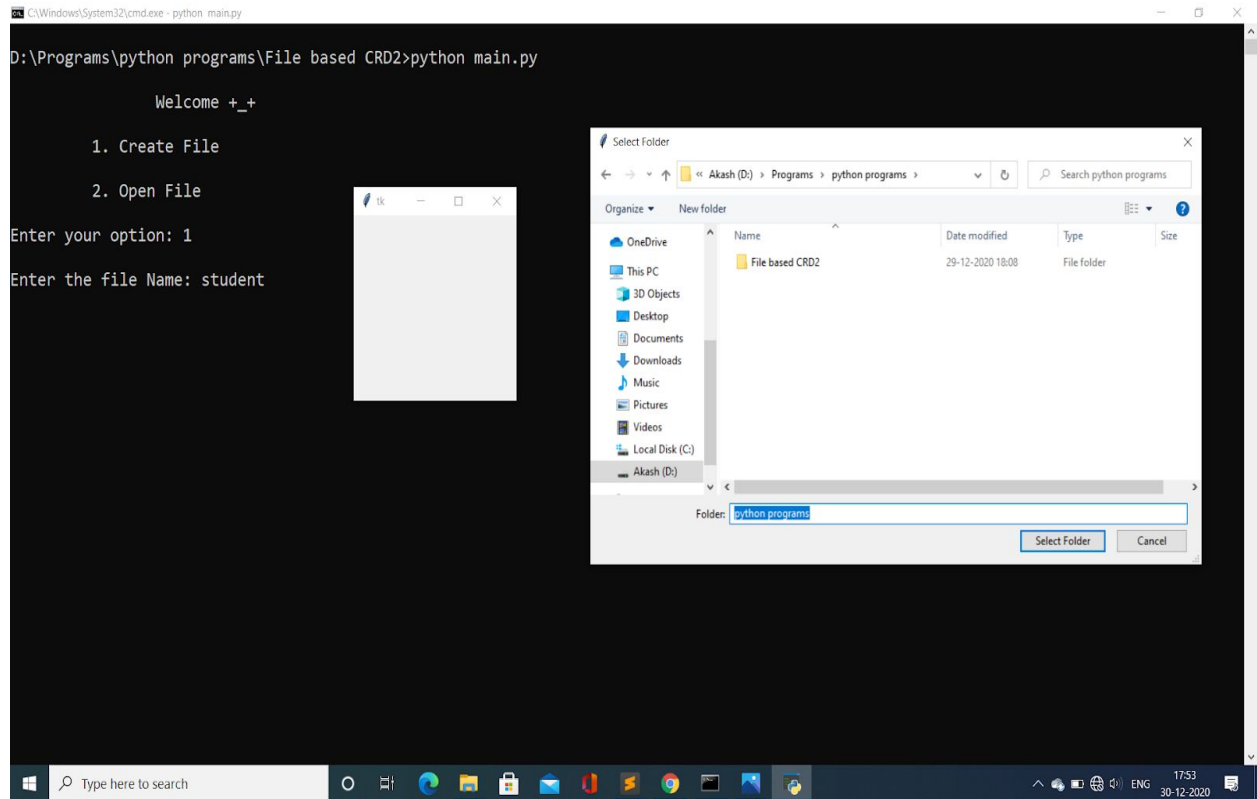 C:\Windows\System32\cmd.exe - python main.py
D:\Programs\python programs\File based CRD2>python main.py
Welcome +_+
1. Create File
2. Open File
Enter your option: 1
Enter the file Name: student
tk
Select Folder
« Akash (D:) › Programs › python programs ›
Search python programs
Organize
New folder
OneDrive
This PC
3D Objects
Desktop
Documents
Downloads
Music
Pictures
Videos
Local Disk (C:)
Akash (D:)
Name Date modified Type Size
File based CRD2 29-12-2020 18:08 File folder
Folder: python programs
Select Folder Cancel
Type here to search
ENG
17:53
30-12-2020